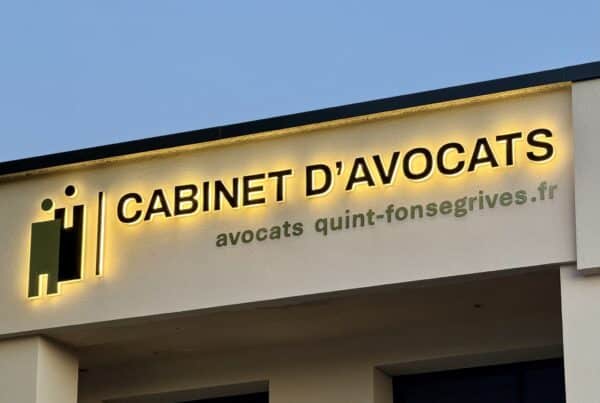 CABINET D'AVOCATS
avocats quint-fonsegrives.fr